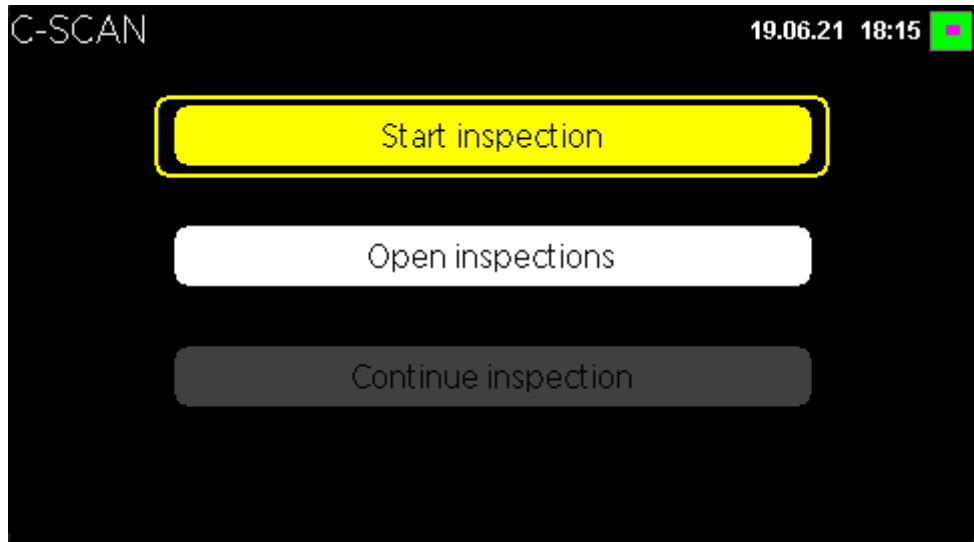 C-SCAN 19.06.21 18:15
Start inspection
Open inspections
Continue inspection